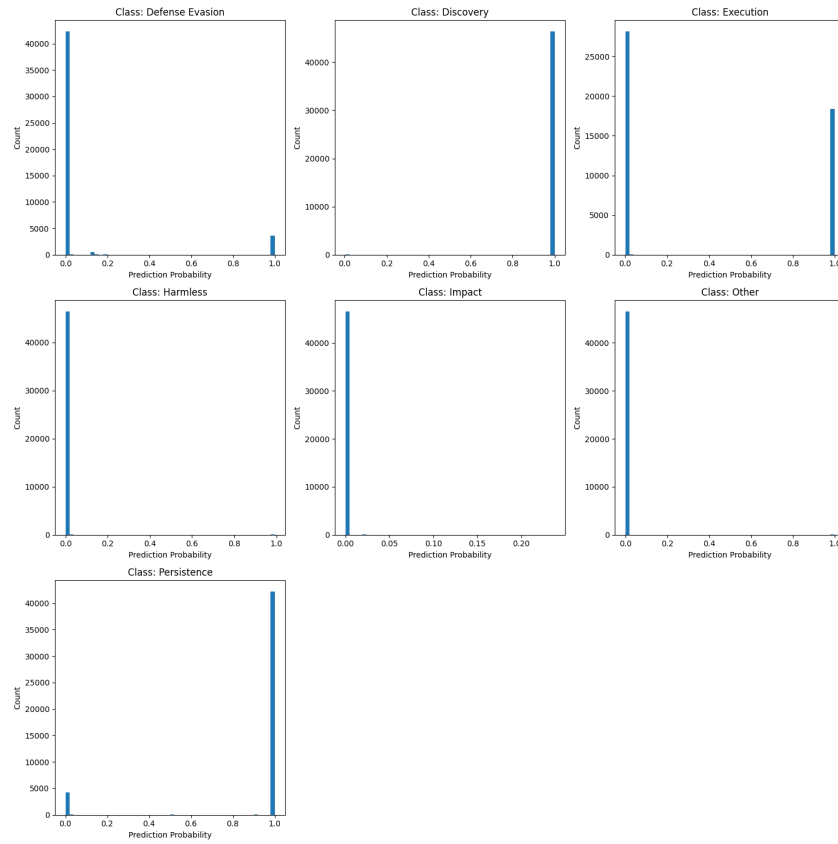 Class: Defense Evasion
Count
40000
35000
30000
25000
20000
15000
10000
5000
0
0.0 0.2 0.4 0.6 0.8 1.0
Prediction Probability
Class: Discovery
Count
40000
30000
20000
10000
0
0.0 0.2 0.4 0.6 0.8 1.0
Prediction Probability
Class: Execution
Count
25000
20000
15000
10000
5000
0
0.0 0.2 0.4 0.6 0.8 1.0
Prediction Probability
Class: Harmless
Count
40000
30000
20000
10000
0
0.0 0.2 0.4 0.6 0.8 1.0
Prediction Probability
Class: Impact
Count
40000
30000
20000
10000
0
0.00 0.05 0.10 0.15 0.20
Prediction Probability
Class: Other
Count
40000
30000
20000
10000
0
0.0 0.2 0.4 0.6 0.8 1.0
Prediction Probability
Class: Persistence
Count
40000
35000
30000
25000
20000
15000
10000
5000
0
0.0 0.2 0.4 0.6 0.8 1.0
Prediction Probability